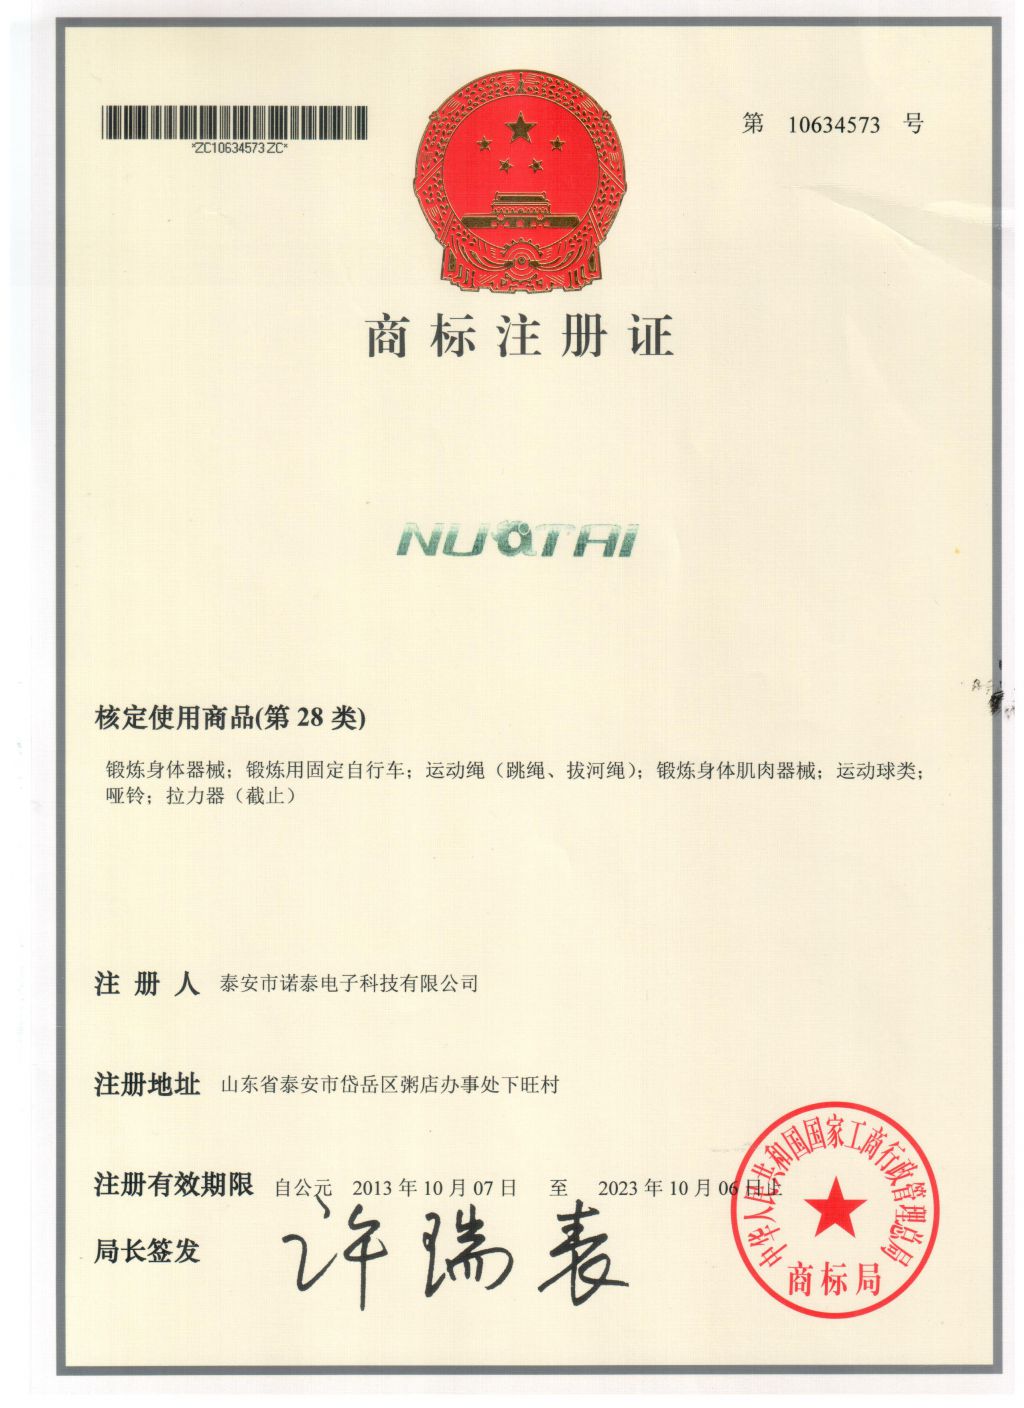 *ZC10634573ZC*
第 10634573 号
商标注册证
NUATAI
核定使用商品(第 28 类)
锻炼身体器械；锻炼用固定自行车；运动绳（跳绳、拔河绳）；锻炼身体肌肉器械；运动球类；
哑铃；拉力器（截止）
注 册 人 泰安市诺泰电子科技有限公司
注册地址 山东省泰安市岱岳区粥店办事处下旺村
注册有效期限 自公元 2013 年 10 月 07 日 至 2023 年 10 月 06 日止
局长签发 许瑞表
中华人民共和国国家工商行政管理总局
商标局